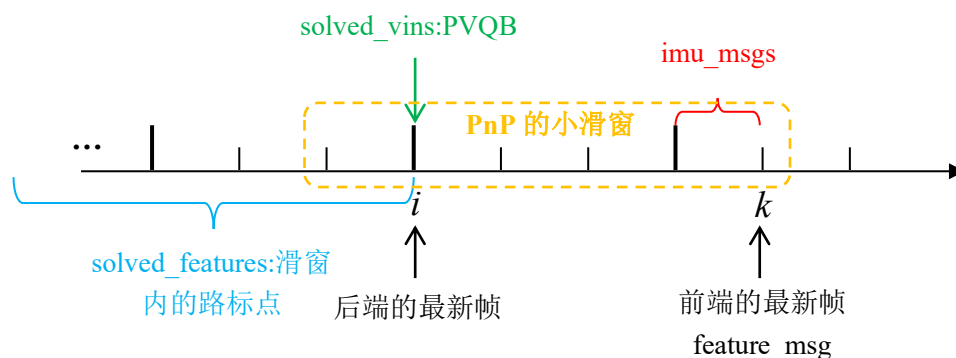 solved_vins:PVQB
imu_msgs
PnP 的小滑窗
...
i
k
solved_features:滑窗
内的路标点
后端的最新帧
前端的最新帧
feature_msg